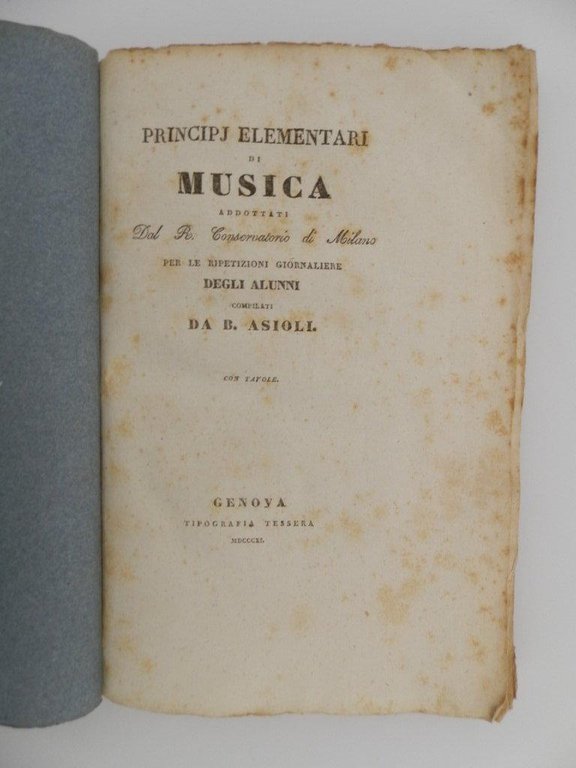 PRINCIPJ ELEMENTARI
DI
MUSICA
ADDOTTATI
Dal R. Conservatorio di Milano
PER LE RIPETIZIONI GIORNALIERE
DEGLI ALUNNI
COMPILATI
DA B. ASIOLI.
CON TAVOLE.
GENOVA
TIPOGRAFIA TESSERA
MDCCCXI.